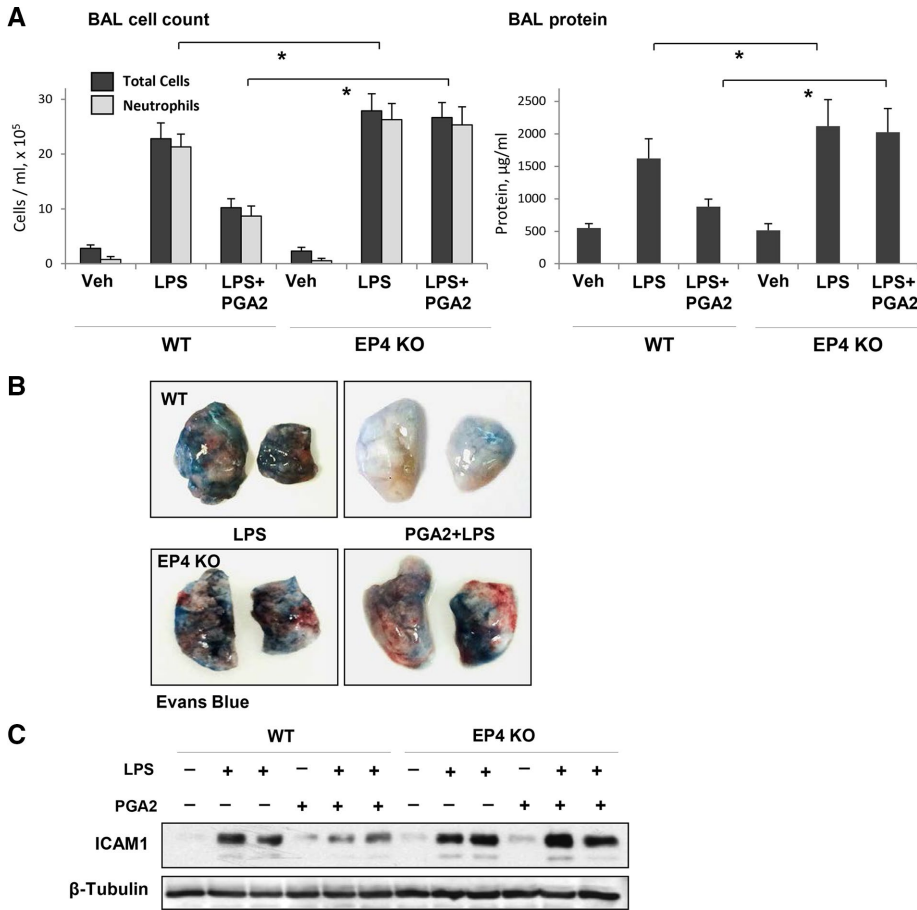 A
BAL cell count
BAL protein
*
*
*
*
Total Cells
Neutrophils
Cells / ml, x 10⁵
30
20
10
0
Veh LPS LPS+ PGA2 Veh LPS LPS+ PGA2
WT EP4 KO
Protein, µg/ml
2500
2000
1500
1000
500
0
Veh LPS LPS+ PGA2 Veh LPS LPS+ PGA2
WT EP4 KO
B
WT
LPS PGA2+LPS
EP4 KO
Evans Blue
C
WT EP4 KO
LPS − + + − + + − + + − + +
PGA2 − − − + + + − − − + + +
ICAM1
β-Tubulin